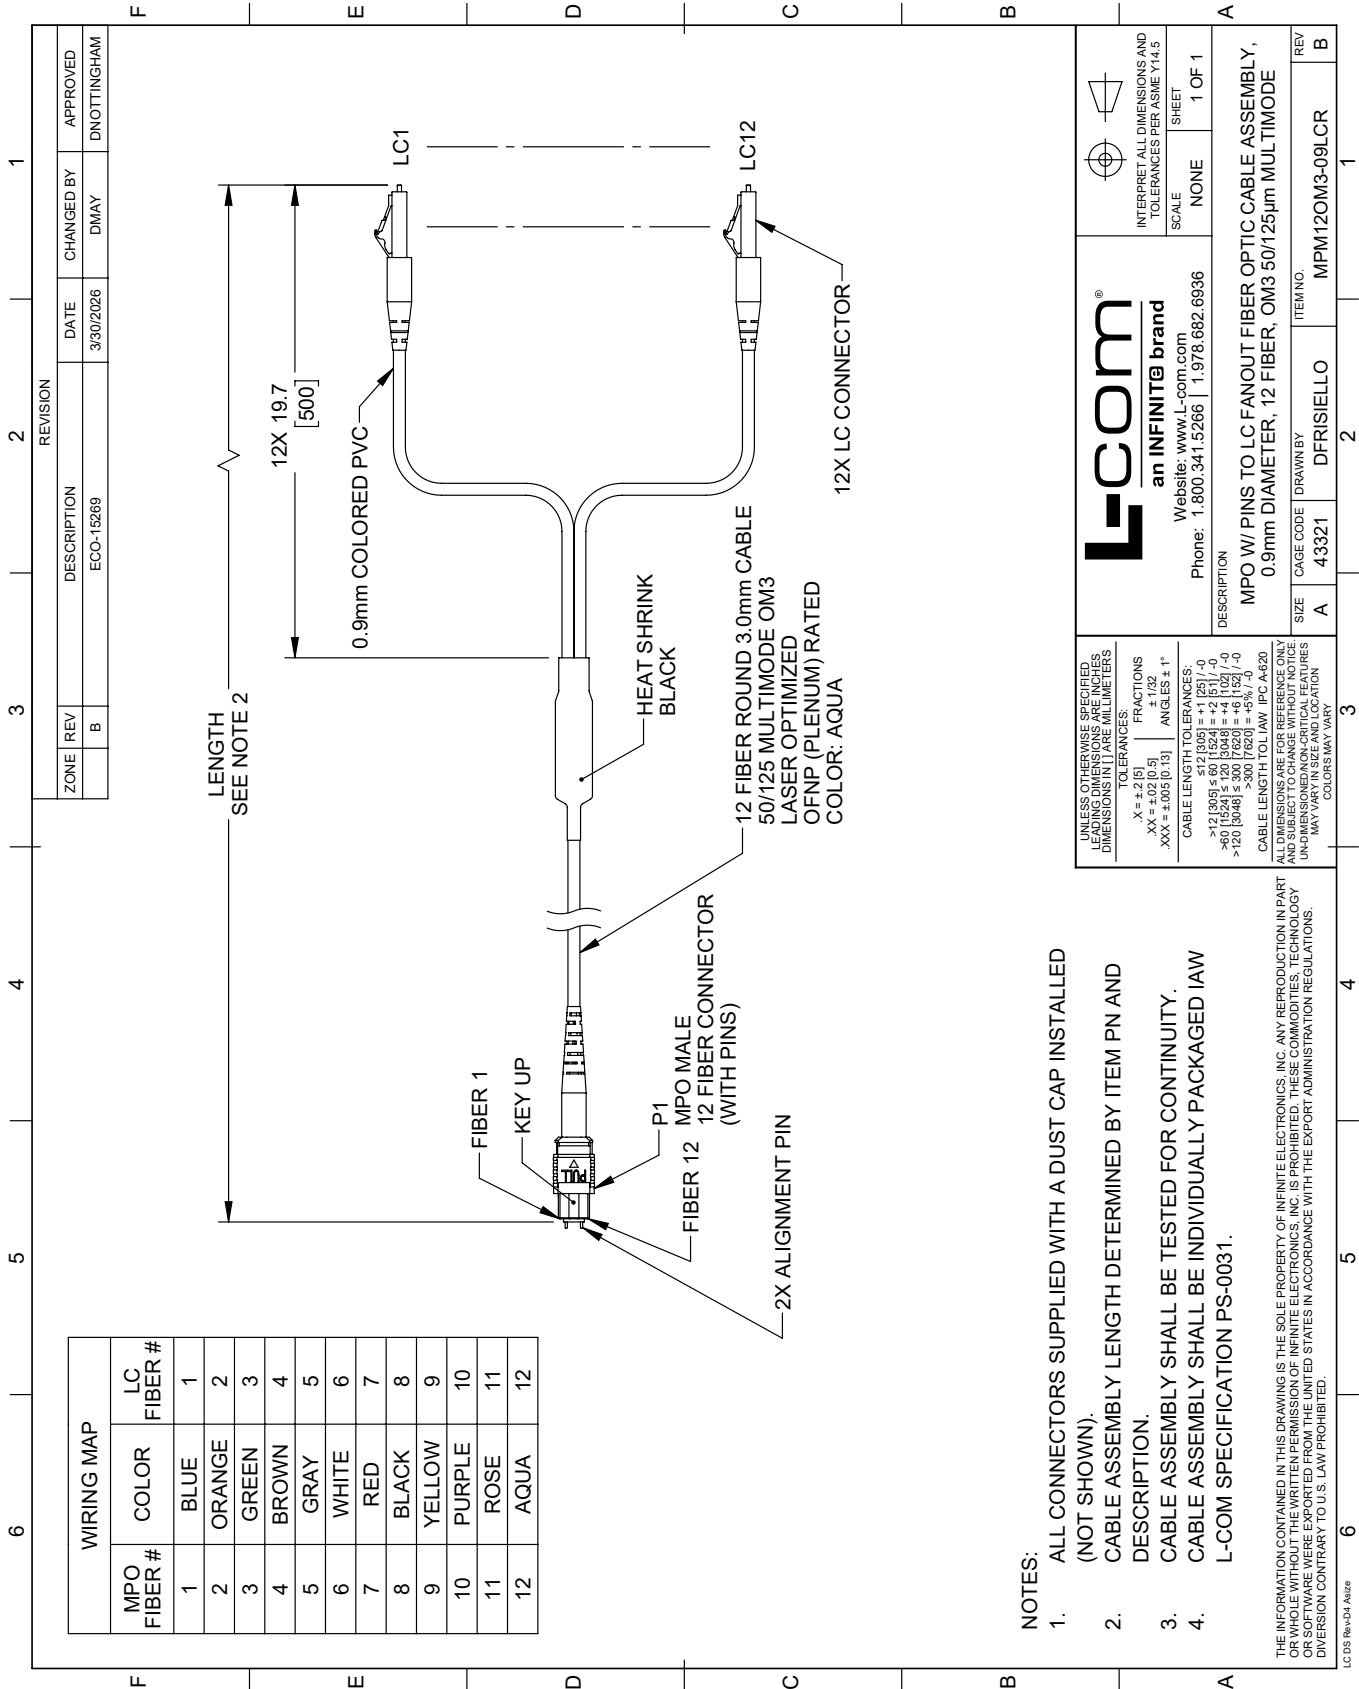 6
5
4
3
2
1
F
E
D
C
B
A
WIRING MAP
MPO FIBER # COLOR LC FIBER #
1 BLUE 1
2 ORANGE 2
3 GREEN 3
4 BROWN 4
5 GRAY 5
6 WHITE 6
7 RED 7
8 BLACK 8
9 YELLOW 9
10 PURPLE 10
11 ROSE 11
12 AQUA 12
REVISION
ZONE REV DESCRIPTION DATE CHANGED BY APPROVED
B ECO-15269 3/30/2026 DMAY DNOTTINGHAM
LENGTH
SEE NOTE 2
12X 19.7
[500]
0.9mm COLORED PVC
LC1
LC12
12X LC CONNECTOR
HEAT SHRINK
BLACK
12 FIBER ROUND 3.0mm CABLE
50/125 MULTIMODE OM3
LASER OPTIMIZED
OFNP (PLENUM) RATED
COLOR: AQUA
FIBER 1
KEY UP
PULL
P1
MPO MALE
12 FIBER CONNECTOR
(WITH PINS)
FIBER 12
2X ALIGNMENT PIN
NOTES:
1. ALL CONNECTORS SUPPLIED WITH A DUST CAP INSTALLED
(NOT SHOWN).
2. CABLE ASSEMBLY LENGTH DETERMINED BY ITEM PN AND
DESCRIPTION.
3. CABLE ASSEMBLY SHALL BE TESTED FOR CONTINUITY.
4. CABLE ASSEMBLY SHALL BE INDIVIDUALLY PACKAGED IAW
L-COM SPECIFICATION PS-0031.
THE INFORMATION CONTAINED IN THIS DRAWING IS THE SOLE PROPERTY OF INFINITE ELECTRONICS, INC. ANY REPRODUCTION IN PART
OR WHOLE WITHOUT THE WRITTEN PERMISSION OF INFINITE ELECTRONICS, INC. IS PROHIBITED. THESE COMMODITIES, TECHNOLOGY
OR SOFTWARE WERE EXPORTED FROM THE UNITED STATES IN ACCORDANCE WITH THE EXPORT ADMINISTRATION REGULATIONS.
DIVERSION CONTRARY TO U.S. LAW PROHIBITED.
UNLESS OTHERWISE SPECIFIED
LEADING DIMENSIONS ARE INCHES
DIMENSIONS IN [ ] ARE MILLIMETERS
TOLERANCES:
.X = ±.2 [5] FRACTIONS
.XX = ±.02 [0.5] ± 1/32
.XXX = ±.005 [0.13] ANGLES ± 1°
CABLE LENGTH TOLERANCES:
≤12 [305] = +1 [25] / -0
>12 [305] ≤ 60 [1524] = +2 [51] / -0
>60 [1524] ≤ 120 [3048] = +4 [102] / -0
>120 [3048] ≤ 300 [7620] = +6 [152] / -0
>300 [7620] = +5% / -0
CABLE LENGTH TOL IAW IPC A-620
ALL DIMENSIONS ARE FOR REFERENCE ONLY
AND SUBJECT TO CHANGE WITHOUT NOTICE.
UN-DIMENSIONED/NON-CRITICAL FEATURES
MAY VARY IN SIZE AND LOCATION
COLORS MAY VARY
L-com®
an INFINITe brand
Website: www.L-com.com
Phone: 1.800.341.5266 | 1.978.682.6936
INTERPRET ALL DIMENSIONS AND
TOLERANCES PER ASME Y14.5
SCALE NONE
SHEET 1 OF 1
DESCRIPTION
MPO W/ PINS TO LC FANOUT FIBER OPTIC CABLE ASSEMBLY,
0.9mm DIAMETER, 12 FIBER, OM3 50/125µm MULTIMODE
SIZE A
CAGE CODE 43321
DRAWN BY DFRISIELLO
ITEM NO. MPM12OM3-09LCR
REV B
LC DS Rev-D4 Asize
6
5
4
3
2
1
F
E
D
C
B
A